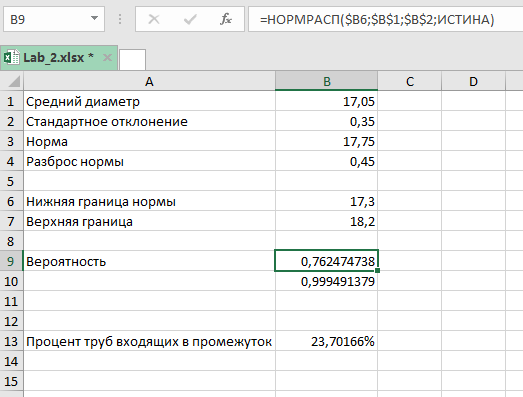 B9 =НОРМРАСП($B6;$B$1;$B$2;ИСТИНА)
Lab_2.xlsx *
A B C D
1 Средний диаметр 17,05
2 Стандартное отклонение 0,35
3 Норма 17,75
4 Разброс нормы 0,45
5
6 Нижняя граница нормы 17,3
7 Верхняя граница 18,2
8
9 Вероятность 0,762474738
10 0,999491379
11
12
13 Процент труб входящих в промежуток 23,70166%
14
15